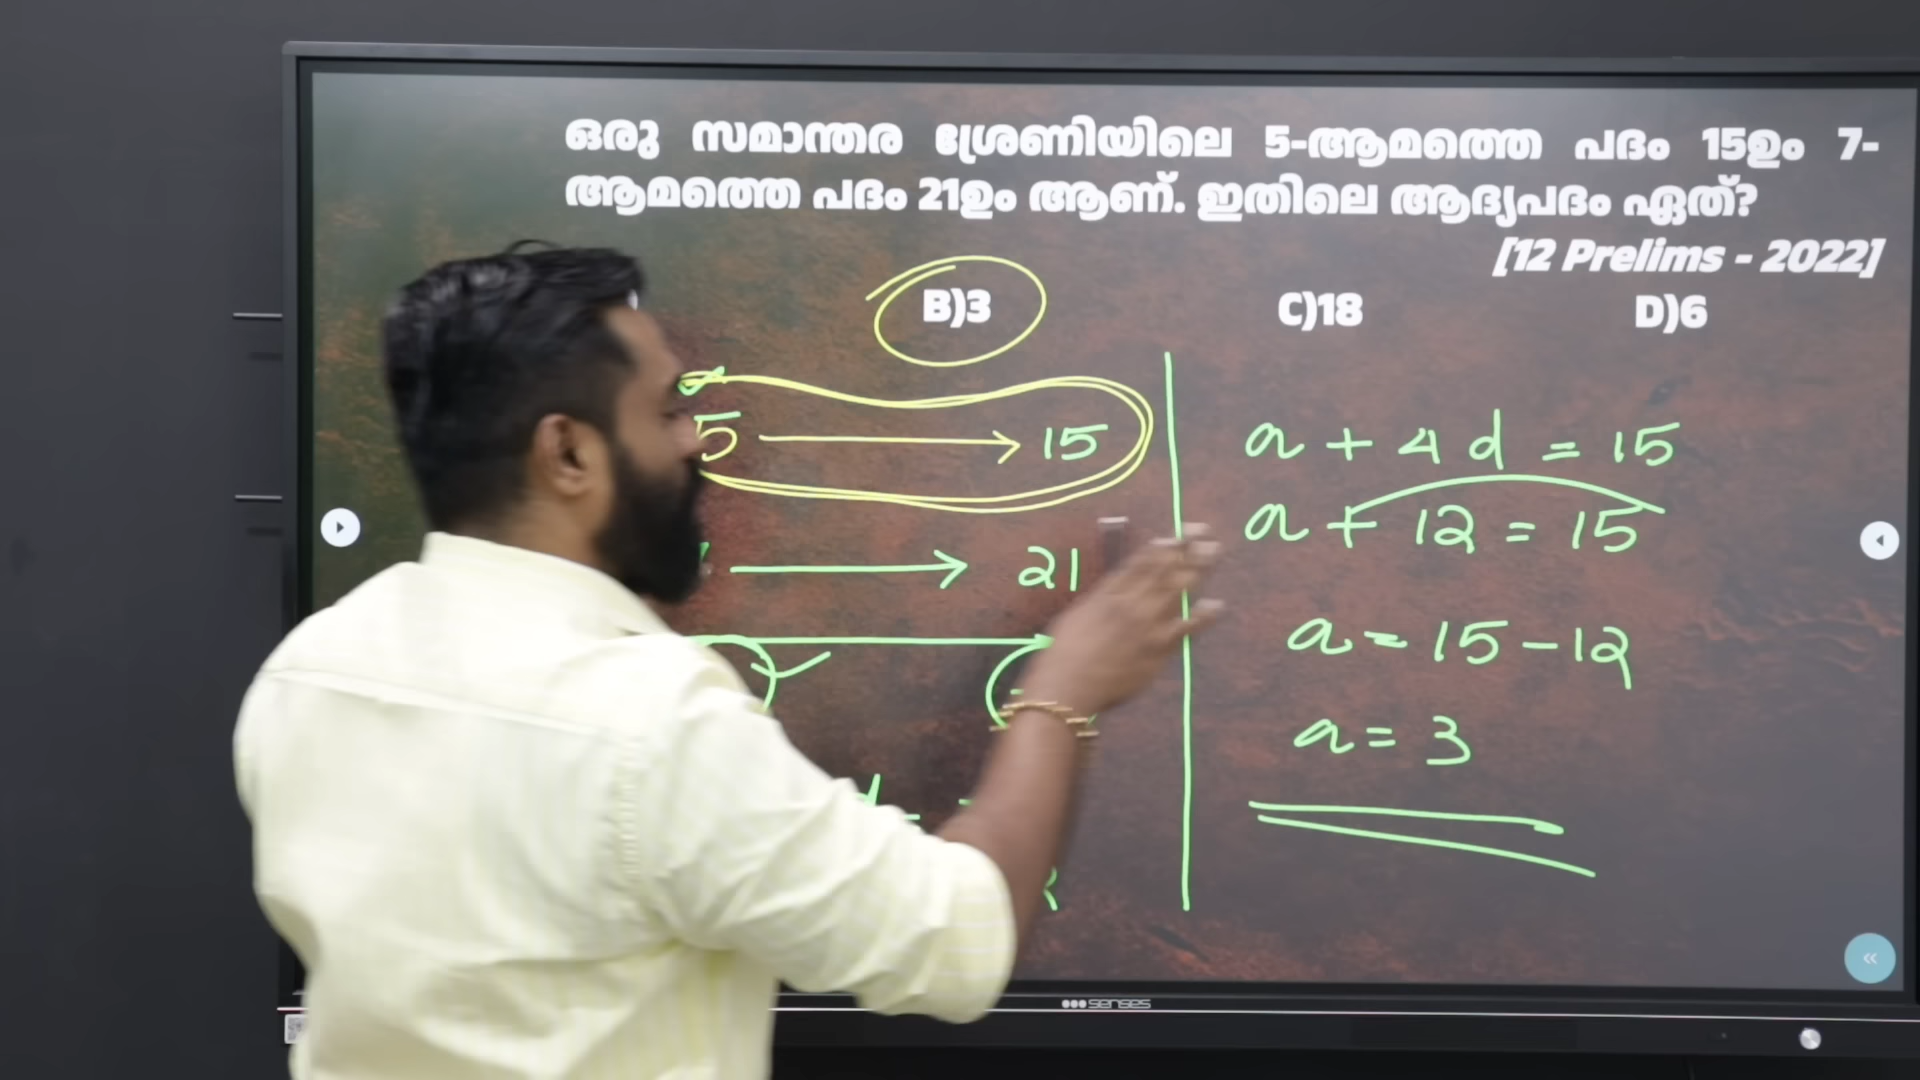 ഒരു സമാന്തര ശ്രേണിയിലെ 5-ആമത്തെ പദം 15ഉം 7-
ആമത്തെ പദം 21ഉം ആണ്. ഇതിലെ ആദ്യപദം ഏത്?
[12 Prelims - 2022]
B)3 C)18 D)6
5 → 15
→ 21
a + 4d = 15
a + 12 = 15
a = 15 - 12
a = 3
senses